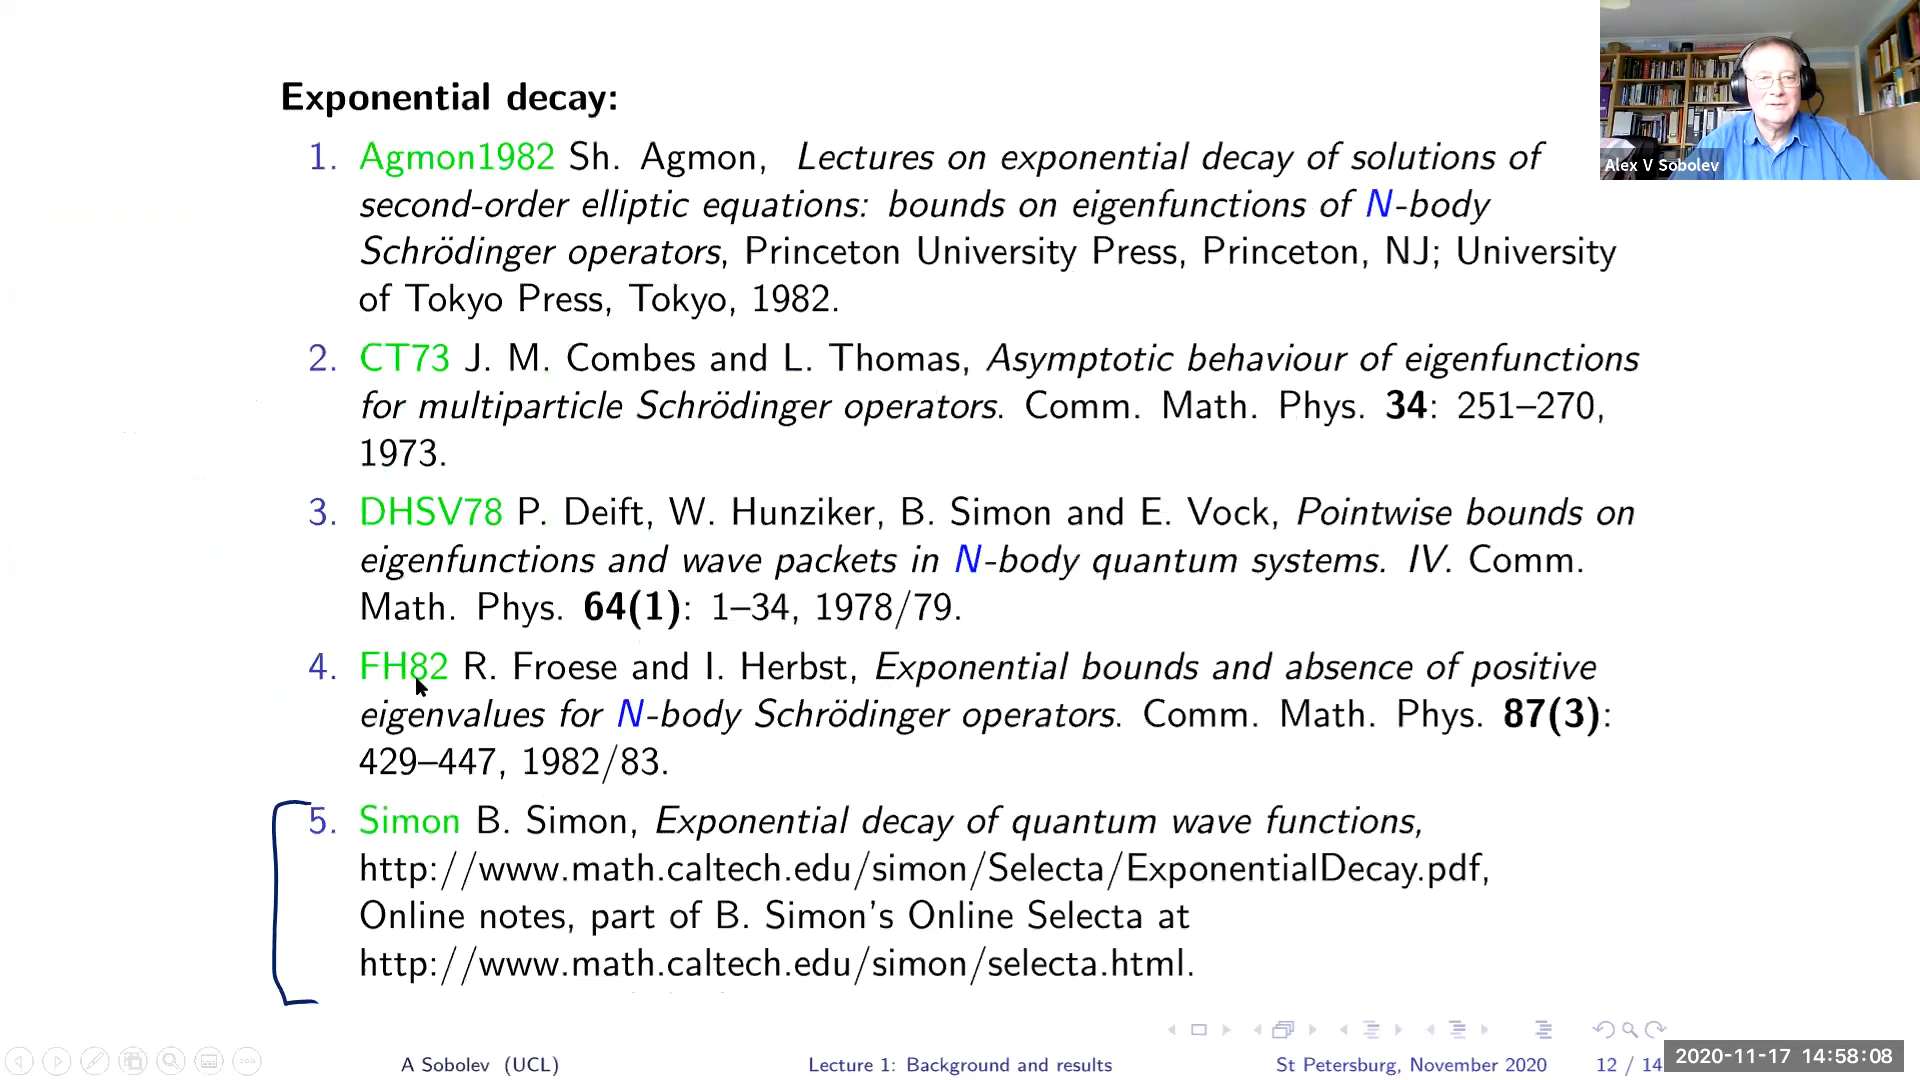 Exponential decay:
1. Agmon1982 Sh. Agmon, Lectures on exponential decay of solutions of
second-order elliptic equations: bounds on eigenfunctions of N-body
Schrödinger operators, Princeton University Press, Princeton, NJ; University
of Tokyo Press, Tokyo, 1982.
2. CT73 J. M. Combes and L. Thomas, Asymptotic behaviour of eigenfunctions
for multiparticle Schrödinger operators. Comm. Math. Phys. 34: 251–270,
1973.
3. DHSV78 P. Deift, W. Hunziker, B. Simon and E. Vock, Pointwise bounds on
eigenfunctions and wave packets in N-body quantum systems. IV. Comm.
Math. Phys. 64(1): 1–34, 1978/79.
4. FH82 R. Froese and I. Herbst, Exponential bounds and absence of positive
eigenvalues for N-body Schrödinger operators. Comm. Math. Phys. 87(3):
429–447, 1982/83.
5. Simon B. Simon, Exponential decay of quantum wave functions,
http://www.math.caltech.edu/simon/Selecta/ExponentialDecay.pdf,
Online notes, part of B. Simon's Online Selecta at
http://www.math.caltech.edu/simon/selecta.html.
Alex V Sobolev
A Sobolev (UCL) Lecture 1: Background and results St Petersburg, November 2020 12 / 14
2020-11-17 14:58:08